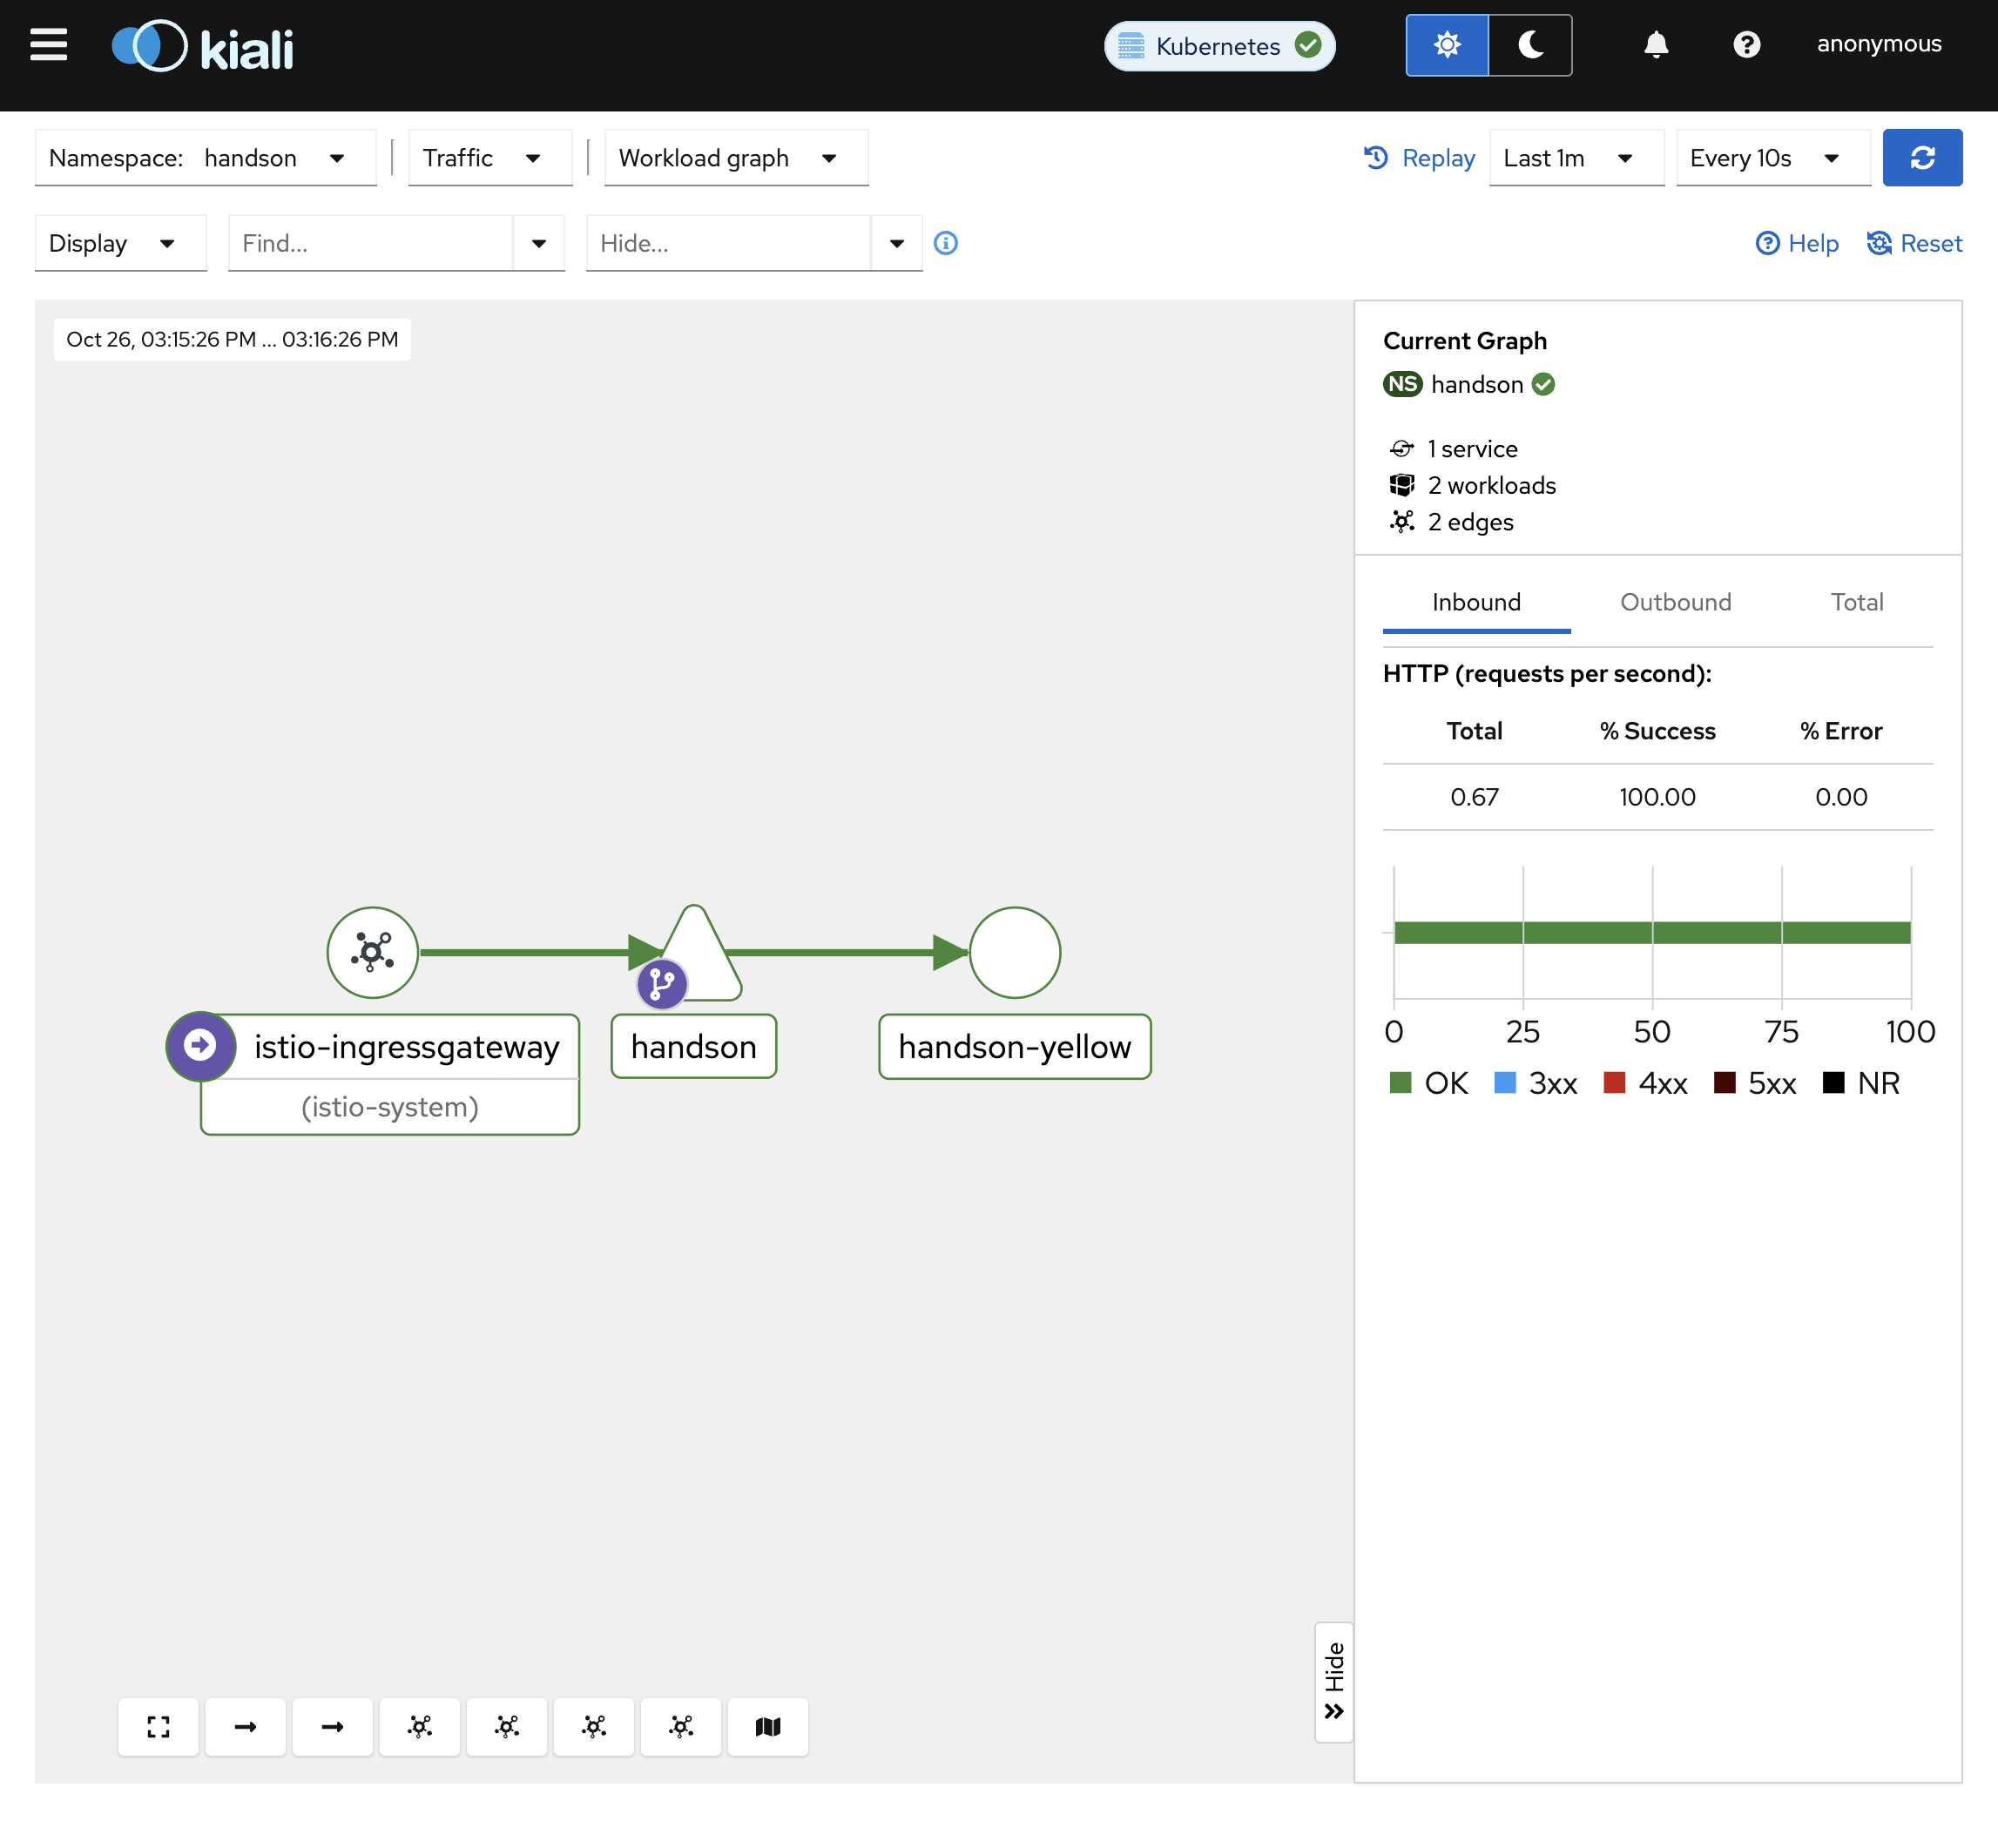 kiali
Kubernetes
anonymous
Namespace: handson
Traffic
Workload graph
Replay
Last 1m
Every 10s
Display
Find...
Hide...
Help
Reset
Oct 26, 03:15:26 PM ... 03:16:26 PM
Current Graph
NS handson
1 service
2 workloads
2 edges
Inbound Outbound Total
HTTP (requests per second):
Total % Success % Error
0.67 100.00 0.00
0 25 50 75 100
OK 3xx 4xx 5xx NR
istio-ingressgateway
(istio-system)
handson
handson-yellow
Hide